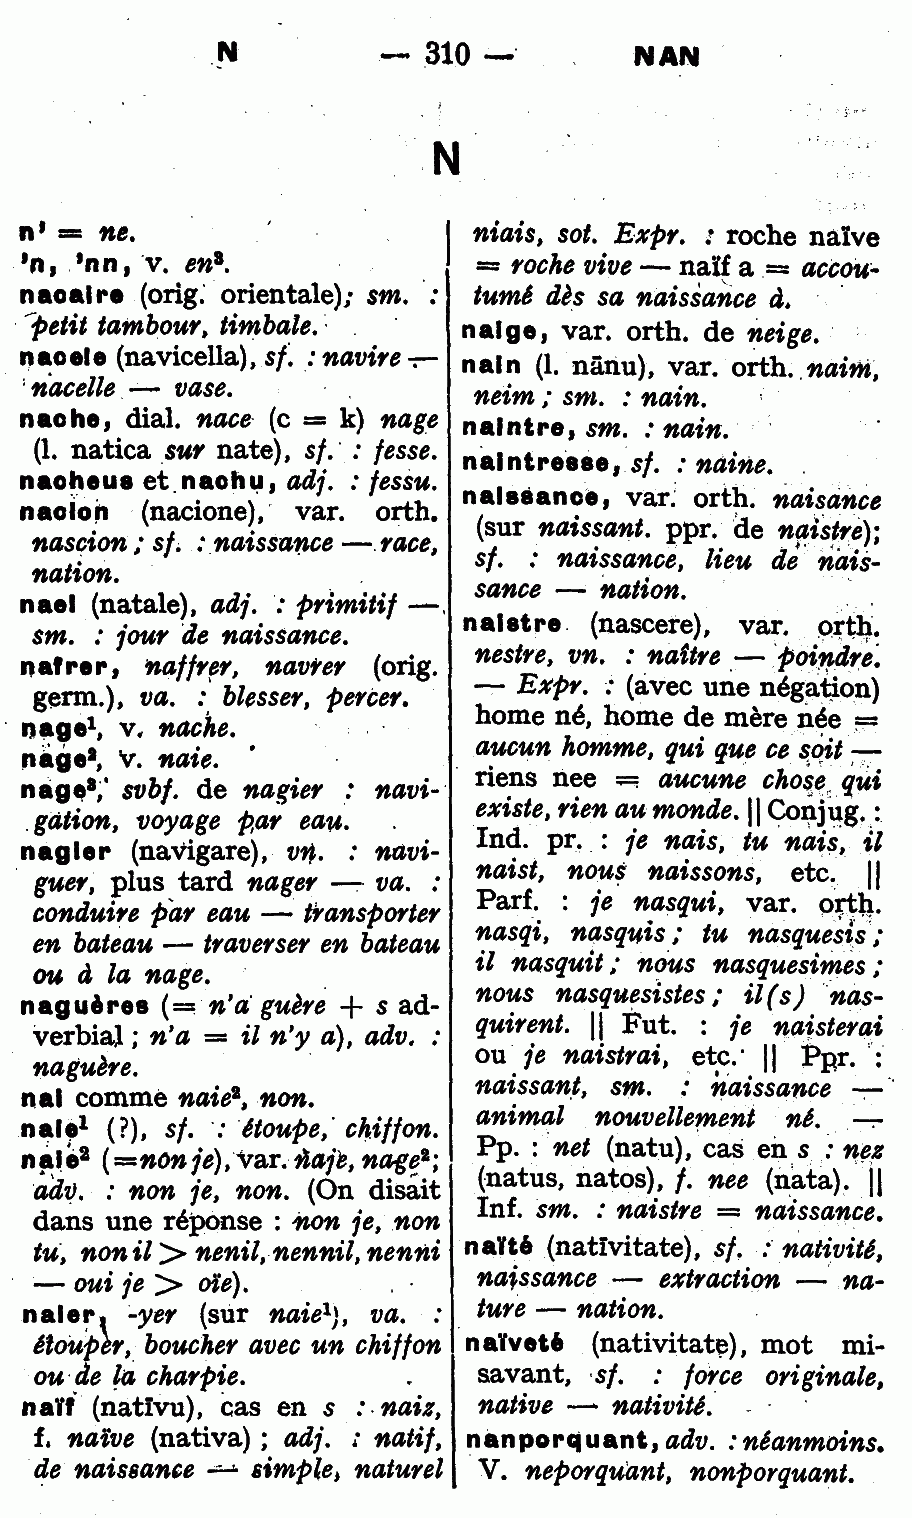 N — 310 — NAN
N
n' = ne.
'n, 'nn, v. en³.
nacaire (orig. orientale); sm. :
petit tambour, timbale.
nacele (navicella), sf. : navire —
nacelle — vase.
nache, dial. nace (c = k) nage
(l. natica sur nate), sf. : fesse.
nacheus et nachu, adj. : fessu.
nacion (nacione), var. orth.
nascion ; sf. : naissance — race,
nation.
nael (natale), adj. : primitif —
sm. : jour de naissance.
nafrer, naffrer, navrer (orig.
germ.), va. : blesser, percer.
nage¹, v. nache.
nage², v. naie.
nage³, svbf. de nagier : navi-
gation, voyage par eau.
nagier (navigare), vn. : navi-
guer, plus tard nager — va. :
conduire par eau — transporter
en bateau — traverser en bateau
ou à la nage.
naguères (= n'a guère + s ad-
verbial ; n'a = il n'y a), adv. :
naguère.
nai comme naie², non.
naie¹ (?), sf. : étoupe, chiffon.
naie² (=non je), var. naje, nage²;
adv. : non je, non. (On disait
dans une réponse : non je, non
tu, non il > nenil, nennil, nenni
— oui je > oïe).
naier, -yer (sur naie¹), va. :
étouper, boucher avec un chiffon
ou de la charpie.
naïf (natīvu), cas en s : naiz,
f. naïve (nativa) ; adj. : natif,
de naissance — simple, naturel
niais, sot. Expr. : roche naïve
= roche vive — naïf a = accou-
tumé dès sa naissance à.
naige, var. orth. de neige.
nain (l. nānu), var. orth. naim,
neim ; sm. : nain.
naintre, sm. : nain.
naintresse, sf. : naine.
naissance, var. orth. naisance
(sur naissant. ppr. de naistre);
sf. : naissance, lieu de nais-
sance — nation.
naistre (nascere), var. orth.
nestre, vn. : naître — poindre.
— Expr. : (avec une négation)
home né, home de mère née =
aucun homme, qui que ce soit —
riens nee = aucune chose qui
existe, rien au monde. || Conjug. :
Ind. pr. : je nais, tu nais, il
naist, nous naissons, etc. ||
Parf. : je nasqui, var. orth.
nasqi, nasquis ; tu nasquesis ;
il nasquit ; nous nasquesimes ;
nous nasquesistes ; il(s) nas-
quirent. || Fut. : je naisterai
ou je naistrai, etc. || Ppr. :
naissant, sm. : naissance —
animal nouvellement né. —
Pp. : net (natu), cas en s : nez
(natus, natos), f. nee (nata). ||
Inf. sm. : naistre = naissance.
naïté (natīvitate), sf. : nativité,
naissance — extraction — na-
ture — nation.
naïveté (nativitate), mot mi-
savant, sf. : force originale,
native — nativité.
nanporquant, adv. : néanmoins.
V. neporquant, nonporquant.